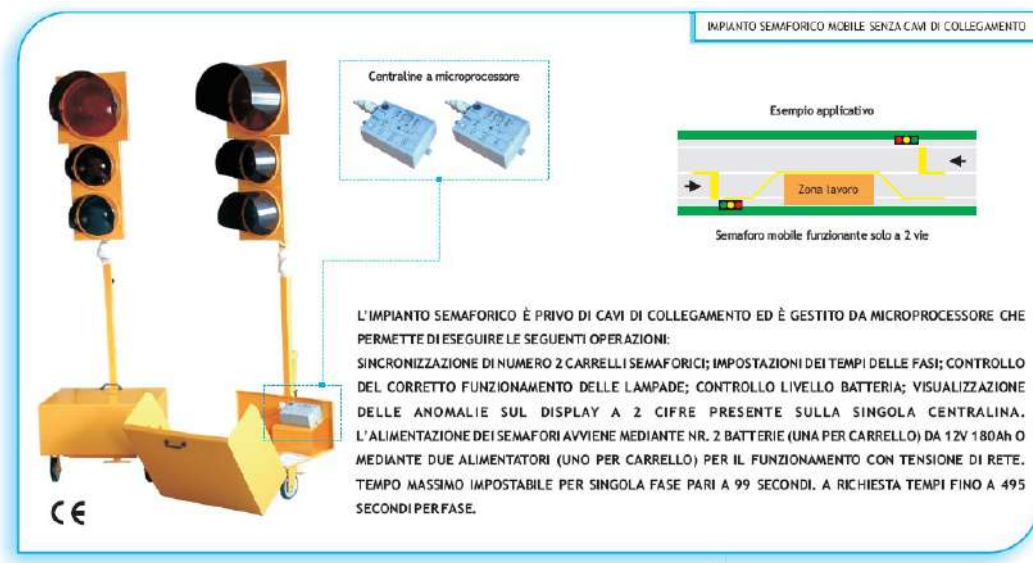 IMPIANTO SEMAFORICO MOBILE SENZA CAVI DI COLLEGAMENTO
Centraline a microprocessore
Esempio applicativo
Zona lavoro
Semaforo mobile funzionante solo a 2 vie
L'IMPIANTO SEMAFORICO È PRIVO DI CAVI DI COLLEGAMENTO ED È GESTITO DA MICROPROCESSORE CHE
PERMETTE DI ESEGUIRE LE SEGUENTI OPERAZIONI:
SINCRONIZZAZIONE DI NUMERO 2 CARRELLI SEMAFORICI; IMPOSTAZIONI DEI TEMPI DELLE FASI; CONTROLLO
DEL CORRETTO FUNZIONAMENTO DELLE LAMPADE; CONTROLLO LIVELLO BATTERIA; VISUALIZZAZIONE
DELLE ANOMALIE SUL DISPLAY A 2 CIFRE PRESENTE SULLA SINGOLA CENTRALINA.
L'ALIMENTAZIONE DEI SEMAFORI AVVIENE MEDIANTE NR. 2 BATTERIE (UNA PER CARRELLO) DA 12V 180Ah O
MEDIANTE DUE ALIMENTATORI (UNO PER CARRELLO) PER IL FUNZIONAMENTO CON TENSIONE DI RETE.
TEMPO MASSIMO IMPOSTABILE PER SINGOLA FASE PARI A 99 SECONDI. A RICHIESTA TEMPI FINO A 495
SECONDI PER FASE.
CE